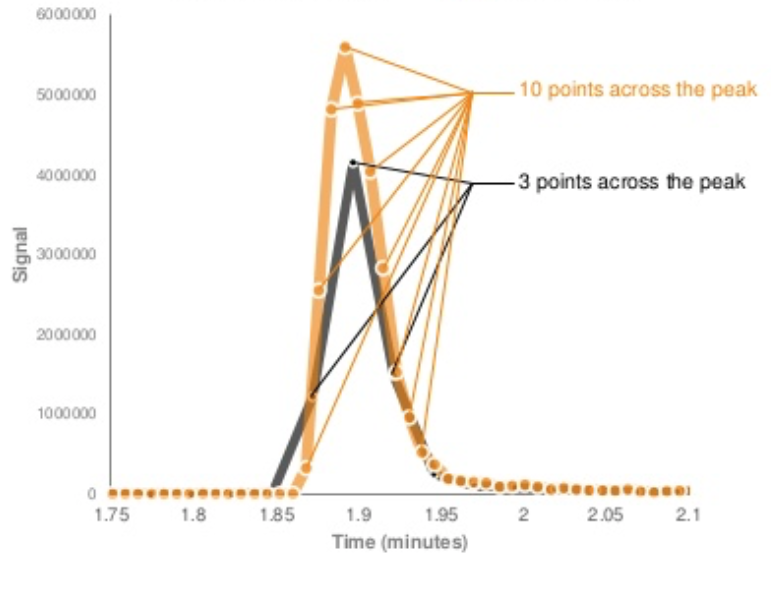 6000000
5000000
10 points across the peak
4000000
3 points across the peak
Signal
3000000
2000000
1000000
0
1.75 1.8 1.85 1.9 1.95 2 2.05 2.1
Time (minutes)